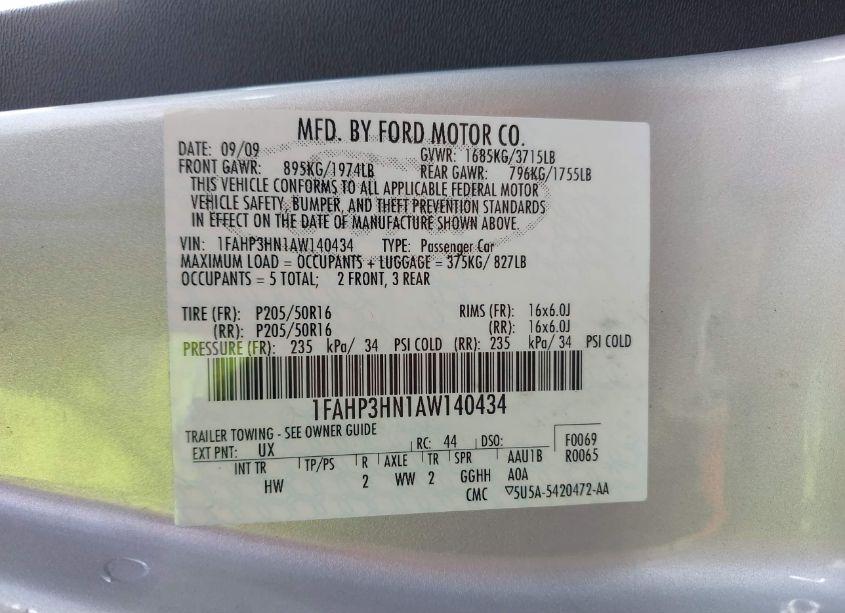 MFD. BY FORD MOTOR CO.
DATE: 09/09 GVWR: 1685KG/3715LB
FRONT GAWR: 895KG/1974LB REAR GAWR: 796KG/1755LB
THIS VEHICLE CONFORMS TO ALL APPLICABLE FEDERAL MOTOR
VEHICLE SAFETY, BUMPER, AND THEFT PREVENTION STANDARDS
IN EFFECT ON THE DATE OF MANUFACTURE SHOWN ABOVE.
VIN: 1FAHP3HN1AW140434 TYPE: Passenger Car
MAXIMUM LOAD = OCCUPANTS + LUGGAGE = 375KG/ 827LB
OCCUPANTS = 5 TOTAL; 2 FRONT, 3 REAR
TIRE (FR): P205/50R16 RIMS (FR): 16x6.0J
(RR): P205/50R16 (RR): 16x6.0J
PRESSURE (FR): 235 kPa/ 34 PSI COLD (RR): 235 kPa/ 34 PSI COLD
1FAHP3HN1AW140434
TRAILER TOWING - SEE OWNER GUIDE
EXT PNT: UX RC: 44 DSO: F0069
INT TR TP/PS R AXLE TR SPR AAU1B R0065
HW 2 WW 2 GGHH A0A
CMC ▽5U5A-5420472-AA